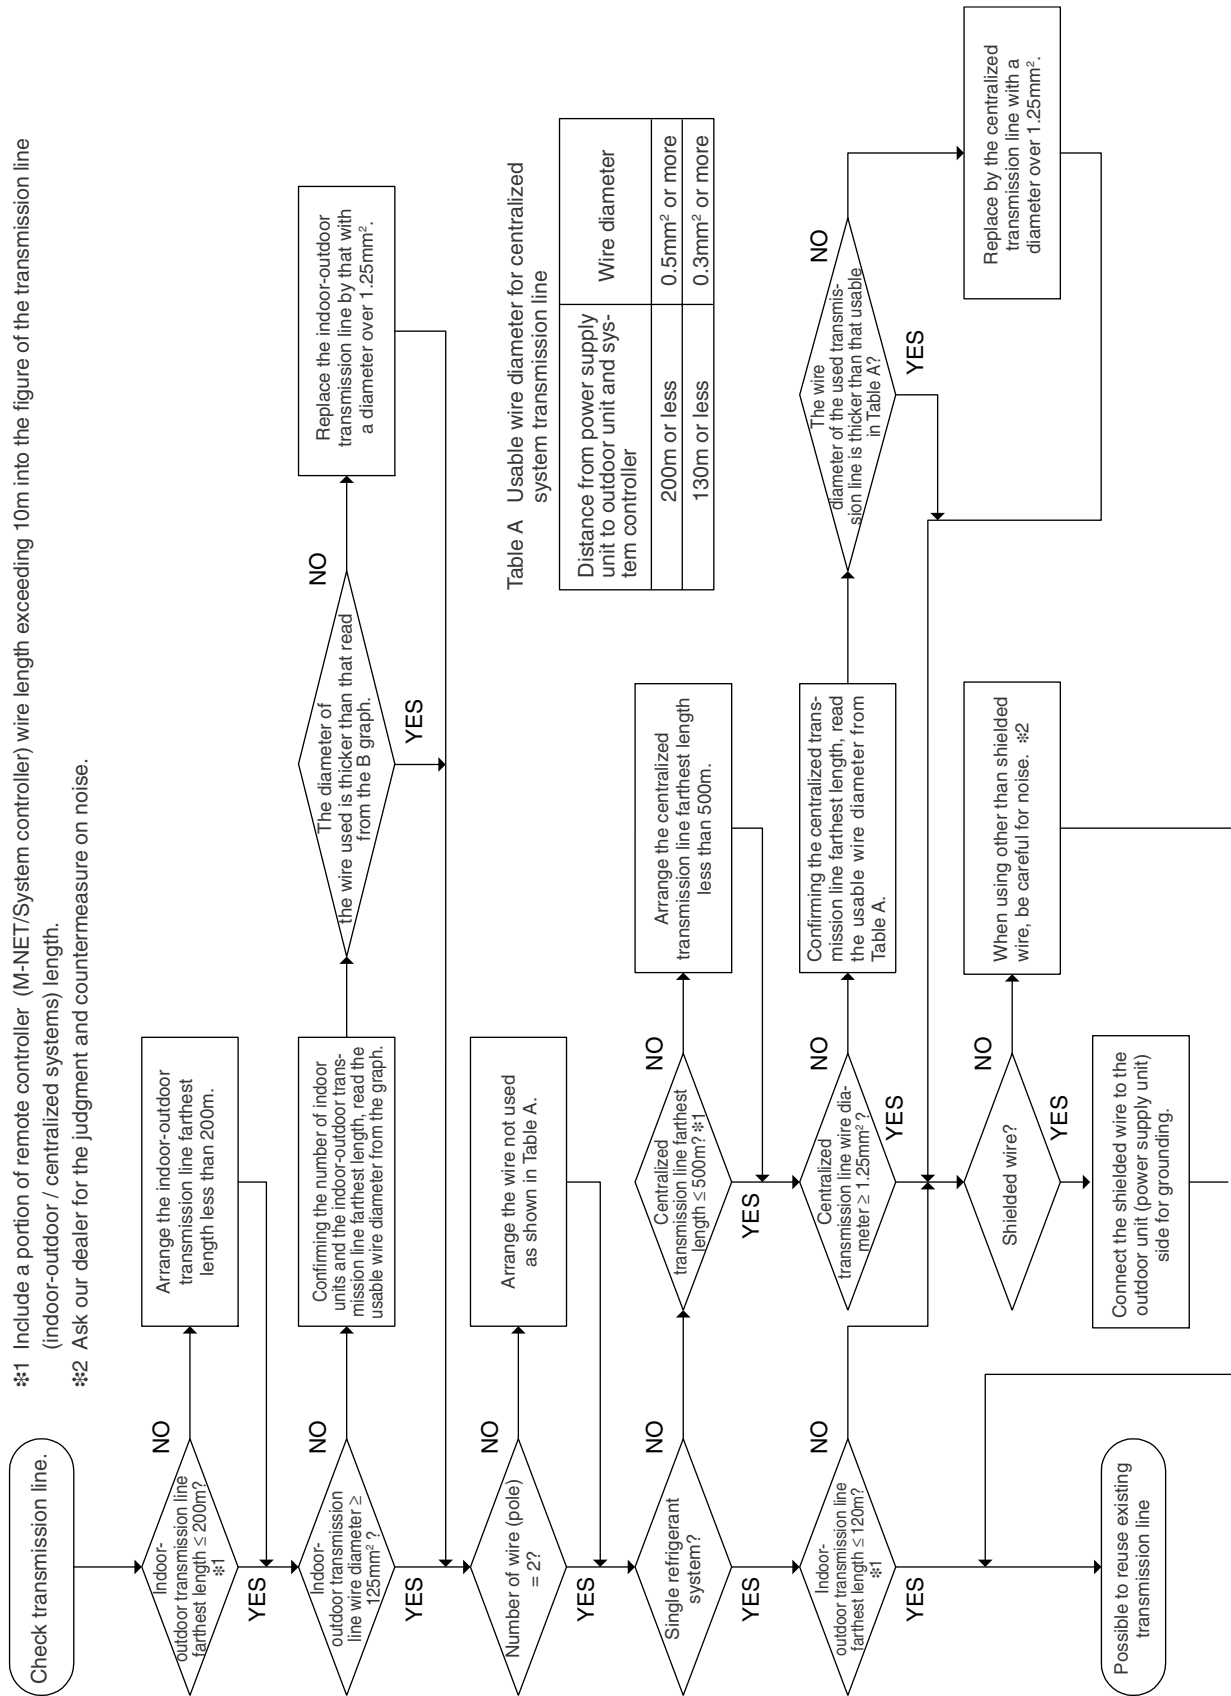 ※1 Include a portion of remote controller (M-NET/System controller) wire length exceeding 10m into the figure of the transmission line
(indoor-outdoor / centralized systems) length.
※2 Ask our dealer for the judgment and countermeasure on noise.
Check transmission line.
Indoor-
outdoor transmission line
farthest length ≤ 200m?
※1
NO
YES
Arrange the indoor-outdoor
transmission line farthest
length less than 200m.
Indoor-
outdoor transmission
line wire diameter ≥
125mm² ?
NO
YES
Confirming the number of indoor
units and the indoor-outdoor trans-
mission line farthest length, read the
usable wire diameter from the graph.
The diameter of
the wire used is thicker than that read
from the B graph.
NO
YES
Replace the indoor-outdoor
transmission line by that with
a diameter over 1.25mm².
Number of wire (pole)
= 2?
NO
YES
Arrange the wire not used
as shown in Table A.
Table A Usable wire diameter for centralized
system transmission line
Distance from power supply
unit to outdoor unit and sys-
tem controller
Wire diameter
200m or less
0.5mm² or more
130m or less
0.3mm² or more
Single refrigerant
system?
NO
YES
Centralized
transmission line farthest
length ≤ 500m? ※1
NO
YES
Arrange the centralized
transmission line farthest length
less than 500m.
Indoor-
outdoor transmission line
farthest length ≤ 120m?
※1
NO
YES
Centralized
transmission line wire dia-
meter ≥ 1.25mm² ?
NO
YES
Confirming the centralized trans-
mission line farthest length, read
the usable wire diameter from
Table A.
The wire
diameter of the used transmis-
sion line is thicker than that usable
in Table A?
NO
YES
Replace by the centralized
transmission line with a
diameter over 1.25mm².
Shielded wire?
NO
YES
When using other than shielded
wire, be careful for noise. ※2
Connect the shielded wire to the
outdoor unit (power supply unit)
side for grounding.
Possible to reuse existing
transmission line